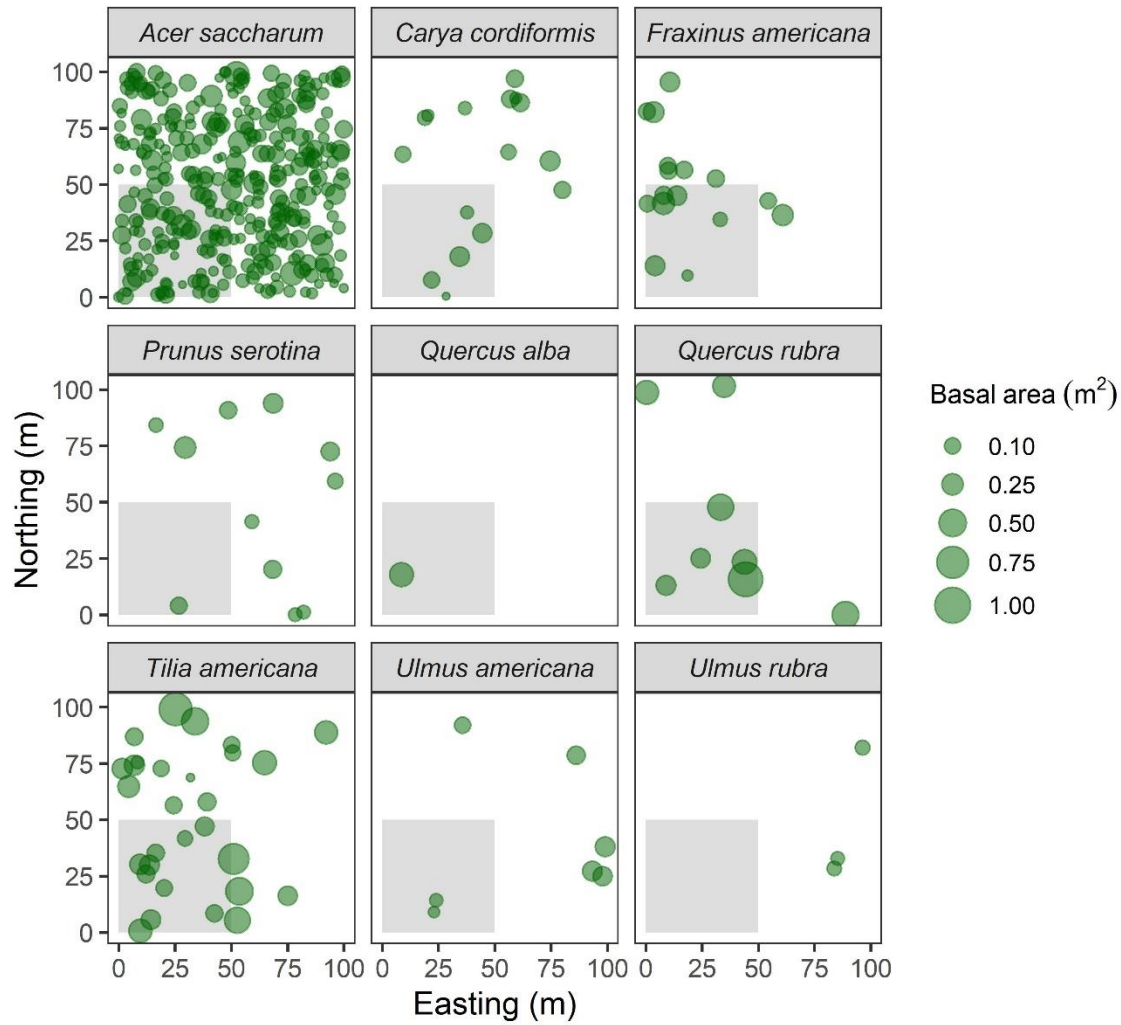 Acer saccharum Carya cordiformis Fraxinus americana
100
75
50
25
0
Prunus serotina Quercus alba Quercus rubra
100
75
50
25
0
Northing (m)
Basal area (m²)
0.10
0.25
0.50
0.75
1.00
Tilia americana Ulmus americana Ulmus rubra
100
75
50
25
0
0 25 50 75 100 0 25 50 75 100 0 25 50 75 100
Easting (m)